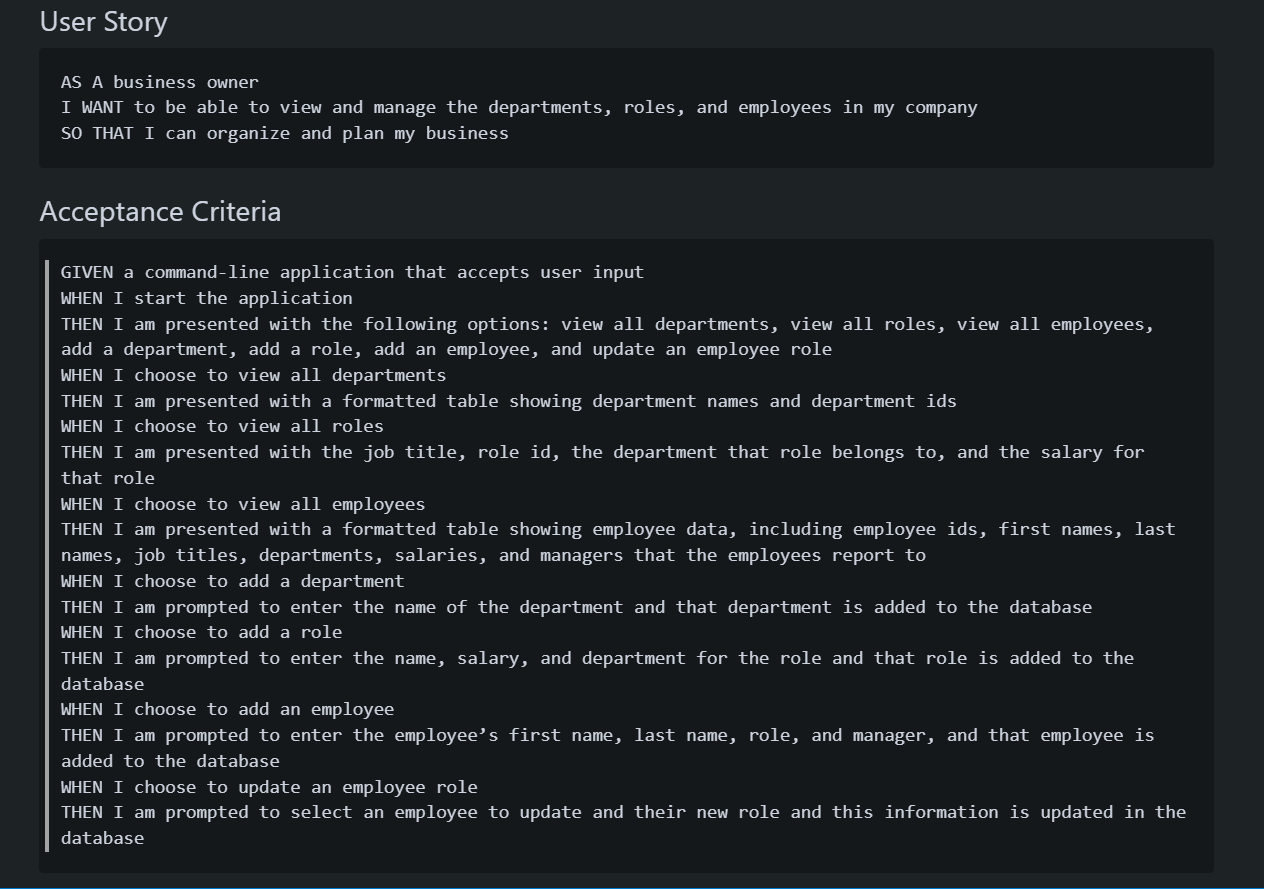 User Story
AS A business owner
I WANT to be able to view and manage the departments, roles, and employees in my company
SO THAT I can organize and plan my business
Acceptance Criteria
GIVEN a command-line application that accepts user input
WHEN I start the application
THEN I am presented with the following options: view all departments, view all roles, view all employees,
add a department, add a role, add an employee, and update an employee role
WHEN I choose to view all departments
THEN I am presented with a formatted table showing department names and department ids
WHEN I choose to view all roles
THEN I am presented with the job title, role id, the department that role belongs to, and the salary for
that role
WHEN I choose to view all employees
THEN I am presented with a formatted table showing employee data, including employee ids, first names, last
names, job titles, departments, salaries, and managers that the employees report to
WHEN I choose to add a department
THEN I am prompted to enter the name of the department and that department is added to the database
WHEN I choose to add a role
THEN I am prompted to enter the name, salary, and department for the role and that role is added to the
database
WHEN I choose to add an employee
THEN I am prompted to enter the employee’s first name, last name, role, and manager, and that employee is
added to the database
WHEN I choose to update an employee role
THEN I am prompted to select an employee to update and their new role and this information is updated in the
database